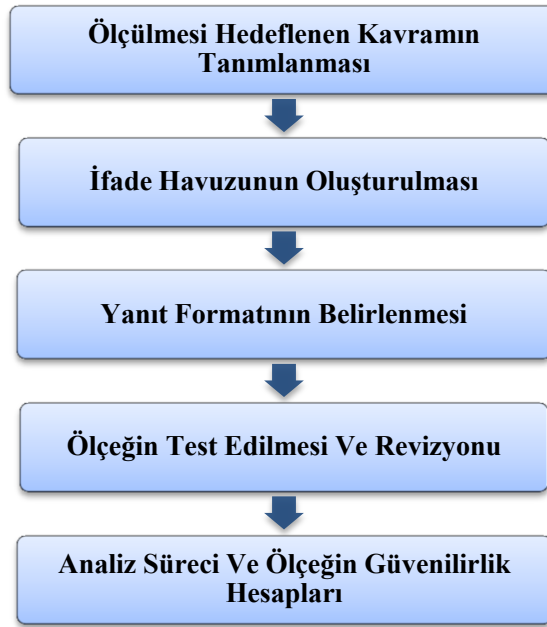 Ölçülmesi Hedeflenen Kavramın
Tanımlanması
İfade Havuzunun Oluşturulması
Yanıt Formatının Belirlenmesi
Ölçeğin Test Edilmesi Ve Revizyonu
Analiz Süreci Ve Ölçeğin Güvenilirlik
Hesapları